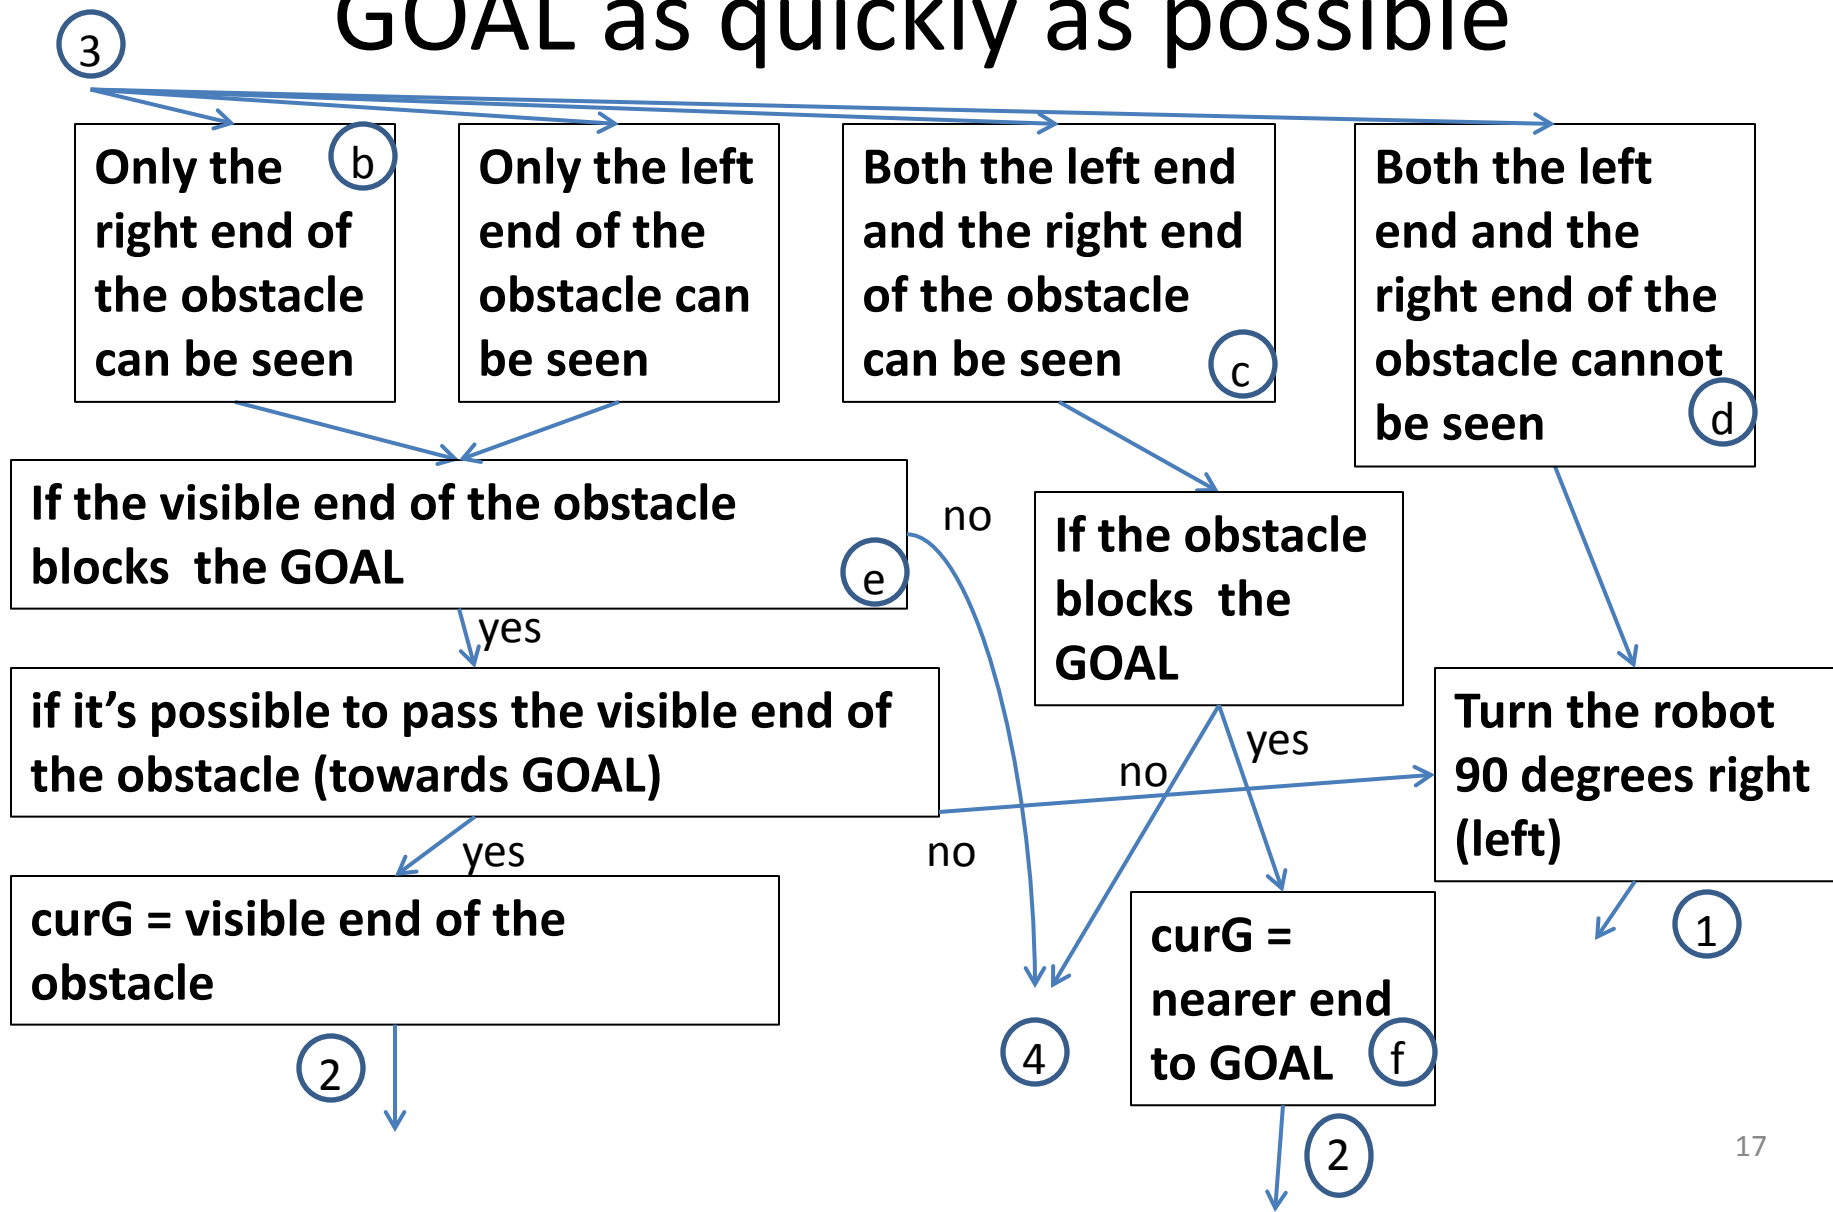 GOAL as quickly as possible
3
Only the
right end of
the obstacle
can be seen
b
Only the left
end of the
obstacle can
be seen
Both the left end
and the right end
of the obstacle
can be seen
c
Both the left
end and the
right end of the
obstacle cannot
be seen
d
If the visible end of the obstacle
blocks  the GOAL
e
no
If the obstacle
blocks  the
GOAL
yes
if it’s possible to pass the visible end of
the obstacle (towards GOAL)
no
yes
Turn the robot
90 degrees right
(left)
yes
no
curG = visible end of the
obstacle
1
curG =
nearer end
to GOAL
f
2
4
2
17